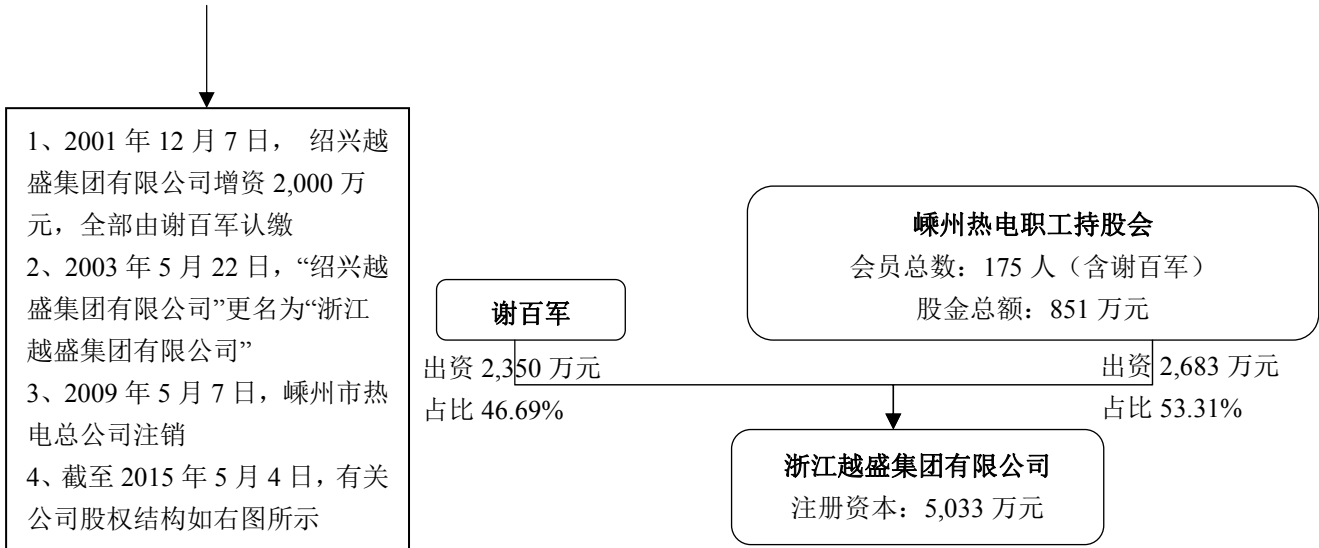 1、2001 年 12 月 7 日， 绍兴越
盛集团有限公司增资 2,000 万
元，全部由谢百军认缴
2、2003 年 5 月 22 日，“绍兴越
盛集团有限公司”更名为“浙江
越盛集团有限公司”
3、2009 年 5 月 7 日，嵊州市热
电总公司注销
4、截至 2015 年 5 月 4 日，有关
公司股权结构如右图所示
谢百军
出资 2,350 万元
占比 46.69%
嵊州热电职工持股会
会员总数：175 人（含谢百军）
股金总额：851 万元
出资 2,683 万元
占比 53.31%
浙江越盛集团有限公司
注册资本：5,033 万元